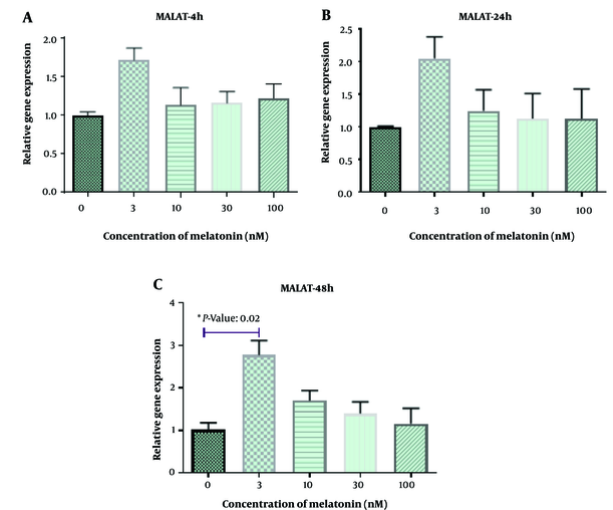 A
MALAT-4h
Relative gene expression
2.0
1.5
1.0
0.5
0.0
0 3 10 30 100
Concentration of melatonin (nM)
B
MALAT-24h
Relative gene expression
2.5
2.0
1.5
1.0
0.5
0.0
0 3 10 30 100
Concentration of melatonin (nM)
C
MALAT-48h
Relative gene expression
4
3
2
1
0
* P-Value: 0.02
0 3 10 30 100
Concentration of melatonin (nM)